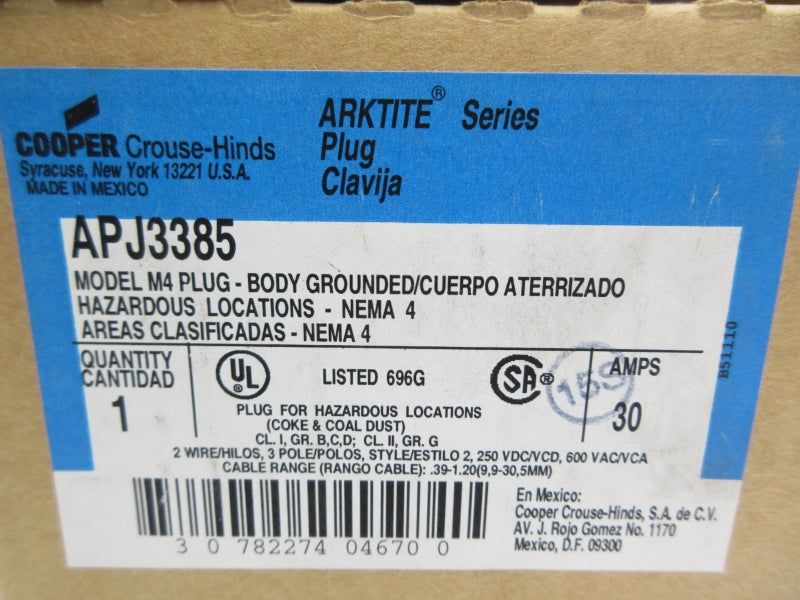 COOPER Crouse-Hinds
Syracuse, New York 13221 U.S.A.
MADE IN MEXICO
ARKTITE® Series
Plug
Clavija
APJ3385
MODEL M4 PLUG - BODY GROUNDED/CUERPO ATERRIZADO
HAZARDOUS LOCATIONS - NEMA 4
AREAS CLASIFICADAS - NEMA 4
B51110
QUANTITY
CANTIDAD
1
UL®
LISTED 696G
SA®
159
AMPS
30
PLUG FOR HAZARDOUS LOCATIONS
(COKE & COAL DUST)
CL. I, GR. B,C,D; CL. II, GR. G
2 WIRE/HILOS, 3 POLE/POLOS, STYLE/ESTILO 2, 250 VDC/VCD, 600 VAC/VCA
CABLE RANGE (RANGO CABLE): .39-1.20(9,9-30,5MM)
3 0 782274 04670 0
En Mexico:
Cooper Crouse-Hinds, S.A. de C.V.
AV. J. Rojo Gomez No. 1170
Mexico, D.F. 09300